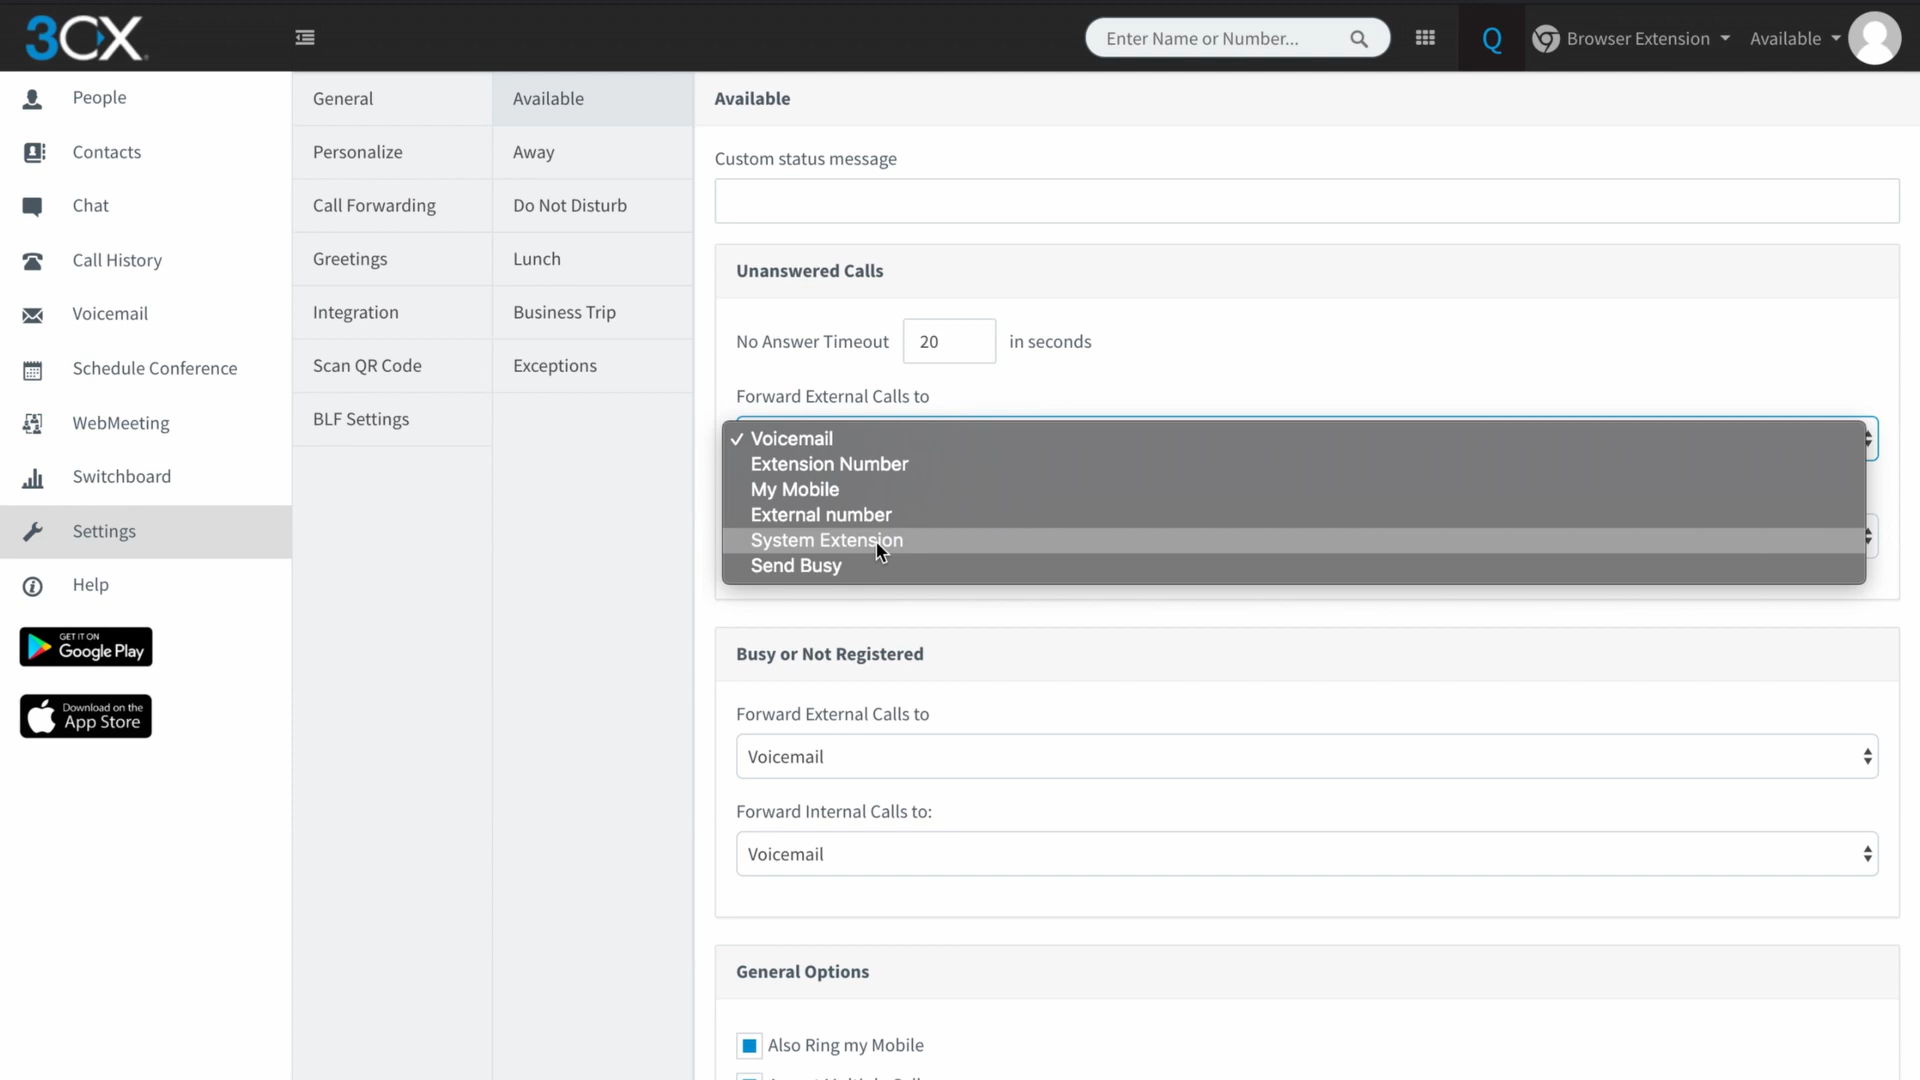 3CX
Enter Name or Number...
Browser Extension
Available
People
Contacts
Chat
Call History
Voicemail
Schedule Conference
WebMeeting
Switchboard
Settings
Help
GET IT ON
Google Play
Download on the
App Store
General
Personalize
Call Forwarding
Greetings
Integration
Scan QR Code
BLF Settings
Available
Away
Do Not Disturb
Lunch
Business Trip
Exceptions
Available
Custom status message
Unanswered Calls
No Answer Timeout 20 in seconds
Forward External Calls to
✓ Voicemail
Extension Number
My Mobile
External number
System Extension
Send Busy
Busy or Not Registered
Forward External Calls to
Voicemail
Forward Internal Calls to:
Voicemail
General Options
Also Ring my Mobile